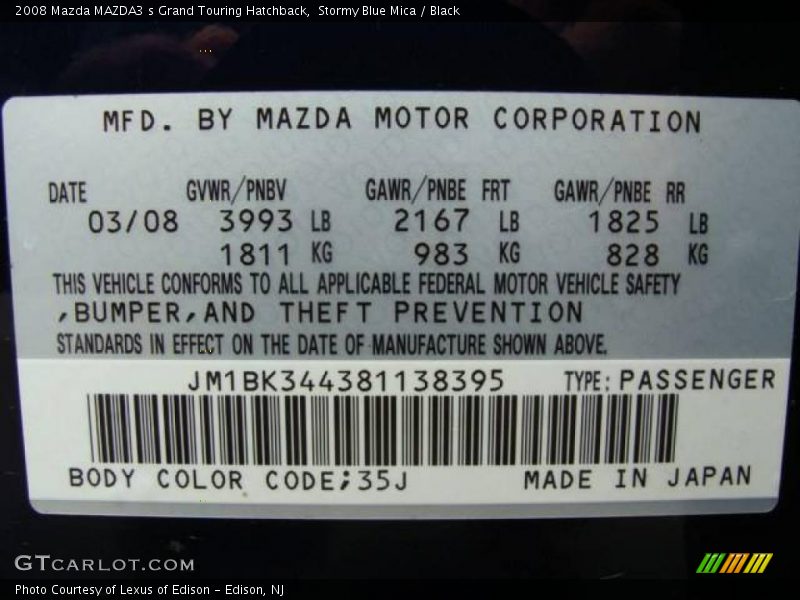 2008 Mazda MAZDA3 s Grand Touring Hatchback,  Stormy Blue Mica / Black
MFD. BY MAZDA MOTOR CORPORATION
DATE GVWR/PNBV GAWR/PNBE FRT GAWR/PNBE RR
03/08 3993 LB 2167 LB 1825 LB
1811 KG 983 KG 828 KG
THIS VEHICLE CONFORMS TO ALL APPLICABLE FEDERAL MOTOR VEHICLE SAFETY
,BUMPER,AND THEFT PREVENTION
STANDARDS IN EFFECT ON THE DATE OF MANUFACTURE SHOWN ABOVE.
JM1BK344381138395 TYPE: PASSENGER
BODY COLOR CODE;35J MADE IN JAPAN
GTCARLOT.COM
Photo Courtesy of Lexus of Edison - Edison, NJ